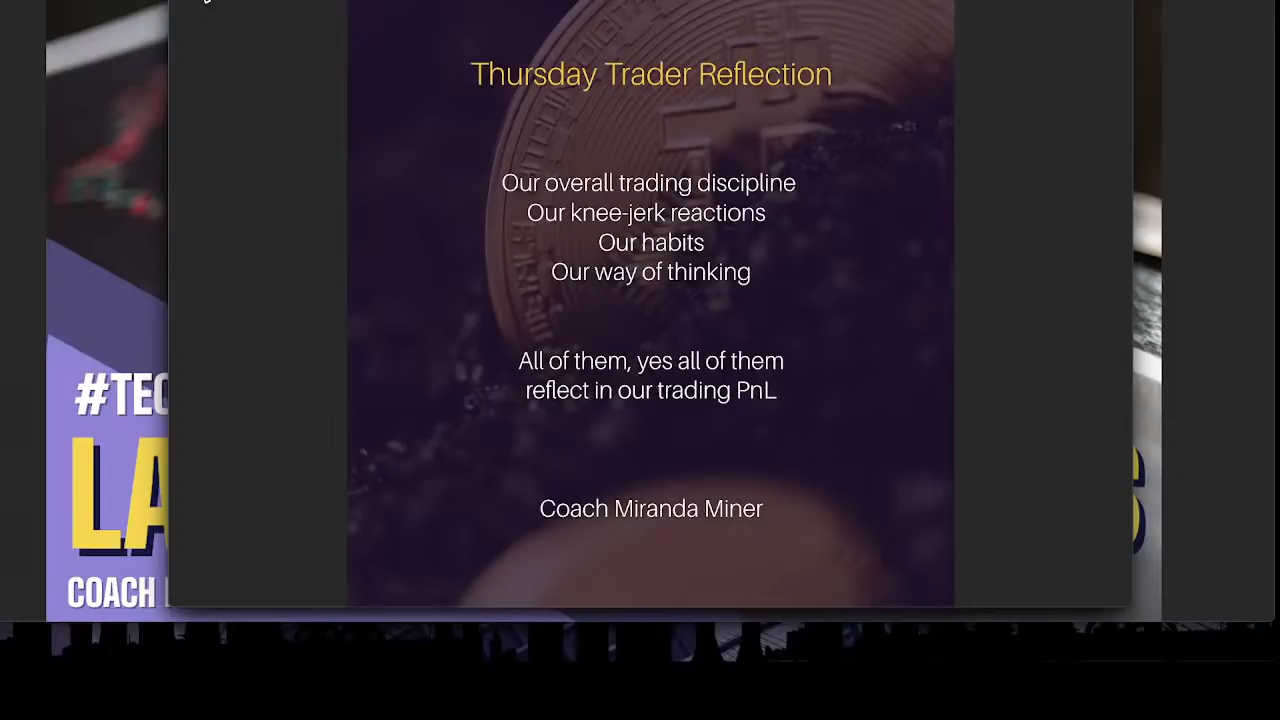 Thursday Trader Reflection
Our overall trading discipline
Our knee-jerk reactions
Our habits
Our way of thinking
All of them, yes all of them
reflect in our trading PnL
Coach Miranda Miner
#TEC
LA
COACH